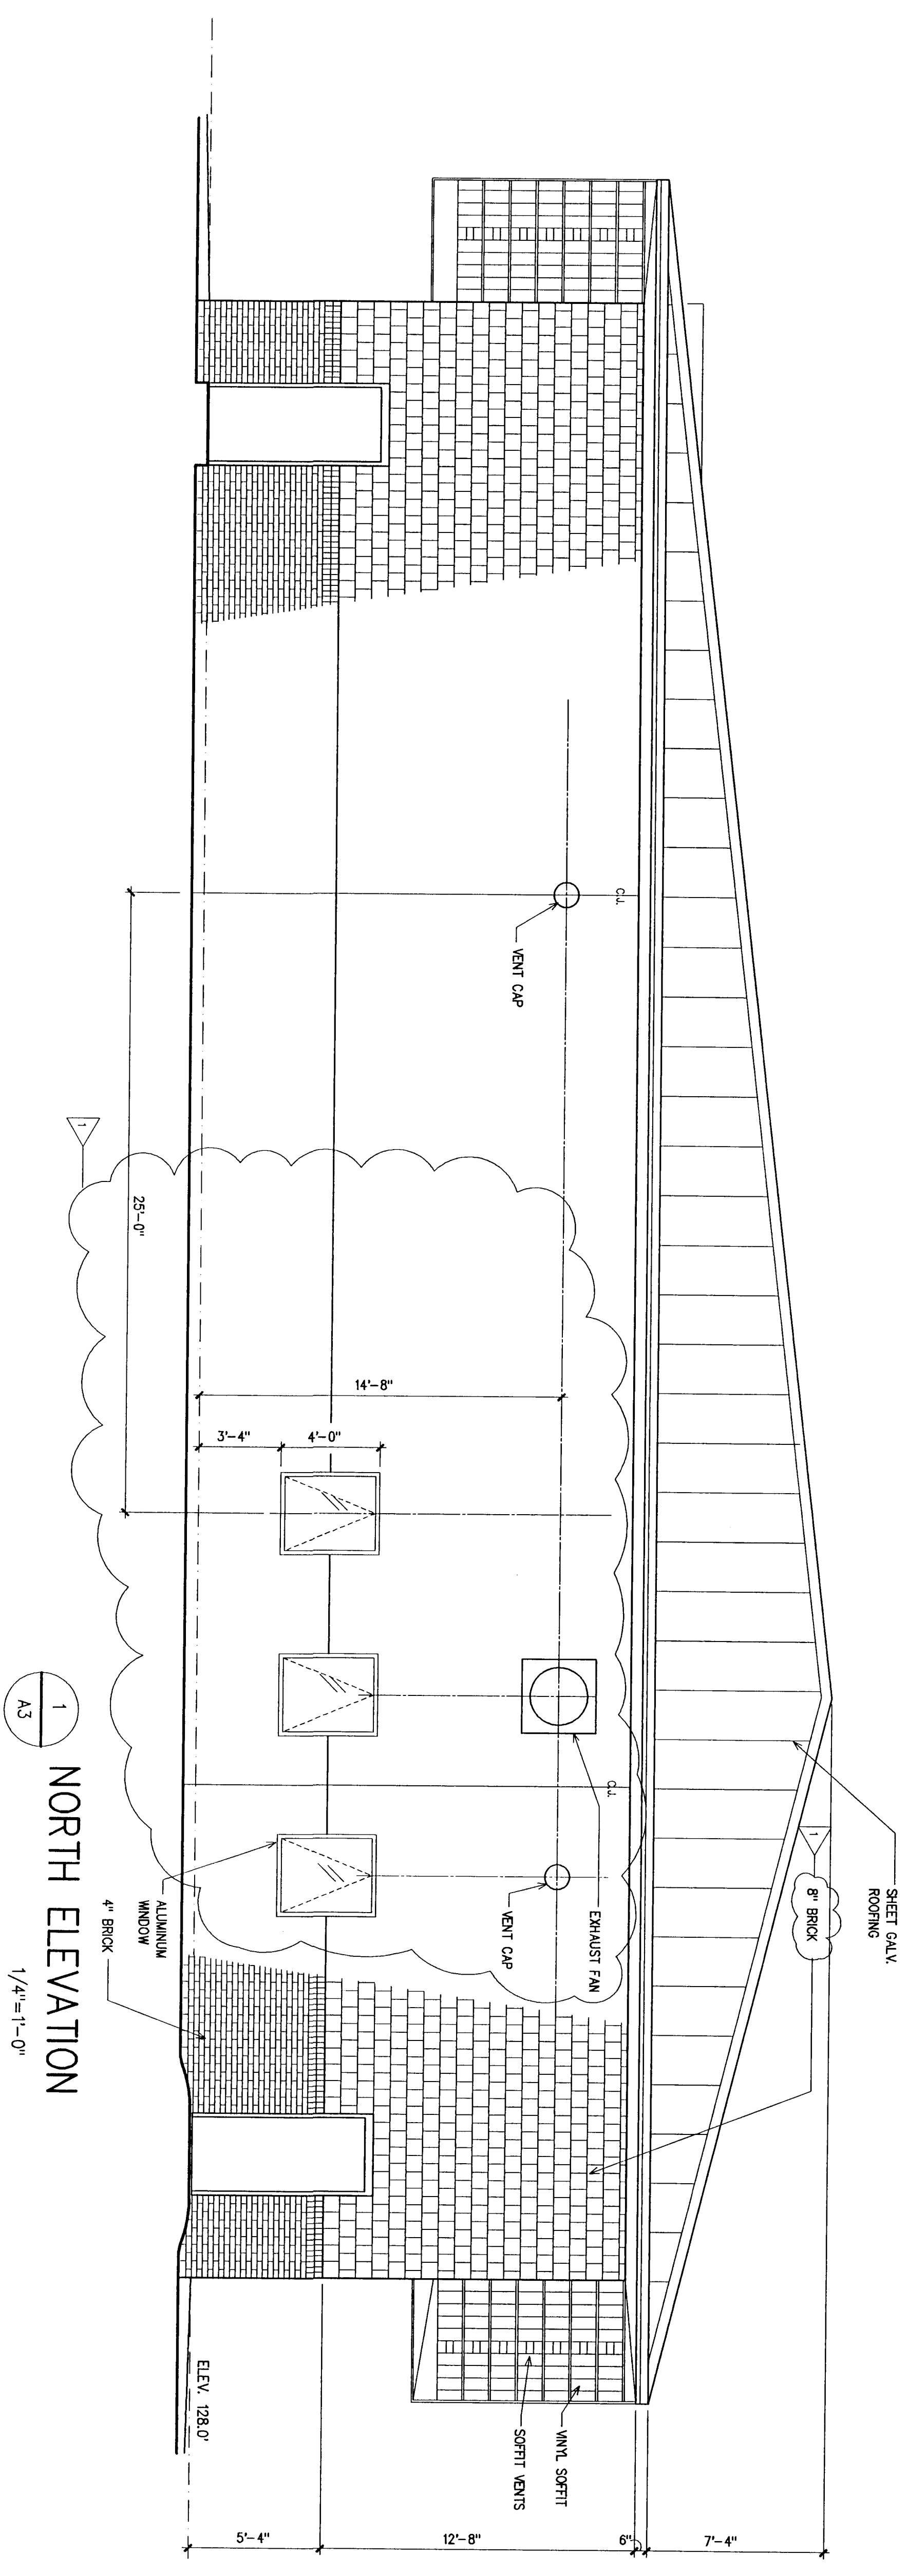 SHEET GALV.
ROOFING
1
8" BRICK
C.J.
VENT CAP
EXHAUST FAN
C.J.
VENT CAP
14'-8"
3'-4"
4'-0"
25'-0"
1
ALUMINUM
WINDOW
4" BRICK
VINYL SOFFIT
SOFFIT VENTS
ELEV. 128.0'
7'-4"
6"
12'-8"
5'-4"
1
A3
NORTH ELEVATION
1/4"=1'-0"